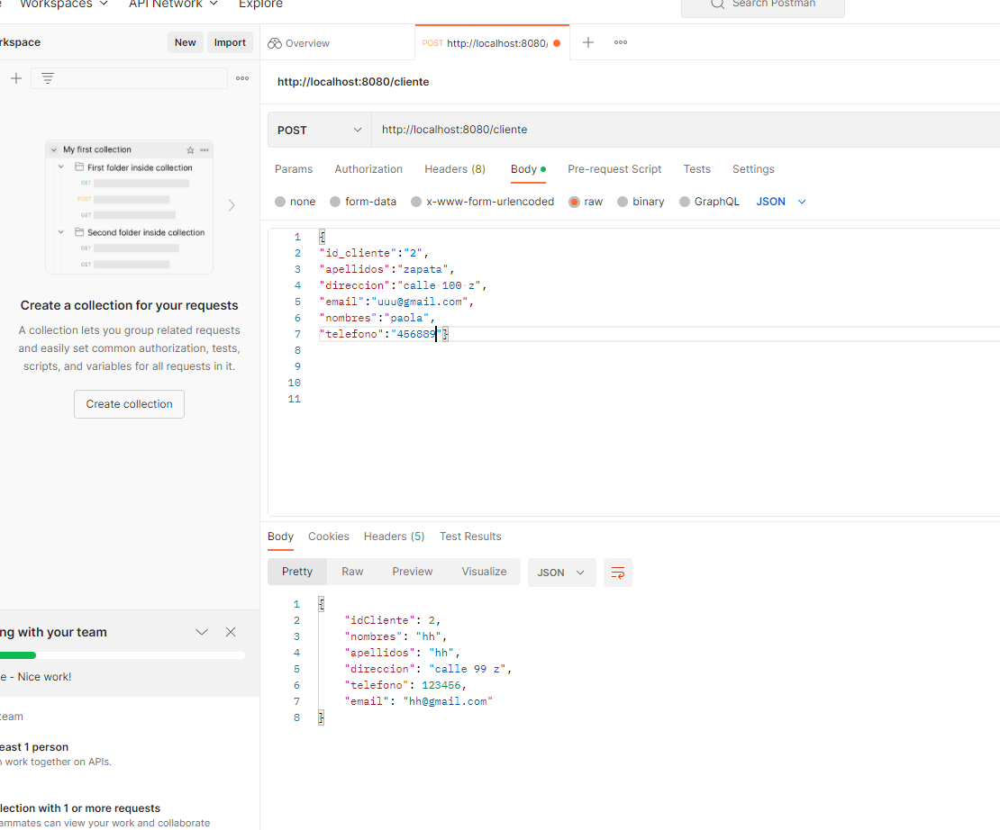 Workspaces
API Network
Explore
Search Postman
rkspace
New
Import
Overview
POST http://localhost:8080/
http://localhost:8080/cliente
POST
http://localhost:8080/cliente
Params
Authorization
Headers (8)
Body
Pre-request Script
Tests
Settings
none
form-data
x-www-form-urlencoded
raw
binary
GraphQL
JSON
My first collection
First folder inside collection
GET
POST
GET
Second folder inside collection
GET
GET
Create a collection for your requests
A collection lets you group related requests
and easily set common authorization, tests,
scripts, and variables for all requests in it.
Create collection
1 {
2 "id_cliente":"2",
3 "apellidos":"zapata",
4 "direccion":"calle·100·z",
5 "email":"uuu@gmail.com",
6 "nombres":"paola",
7 "telefono":"456889"}
8
9
10
11
Body
Cookies
Headers (5)
Test Results
Pretty
Raw
Preview
Visualize
JSON
1 {
2 "idCliente": 2,
3 "nombres": "hh",
4 "apellidos": "hh",
5 "direccion": "calle 99 z",
6 "telefono": 123456,
7 "email": "hh@gmail.com"
8 }
ng with your team
e - Nice work!
team
east 1 person
n work together on APIs.
llection with 1 or more requests
ammates can view your work and collaborate